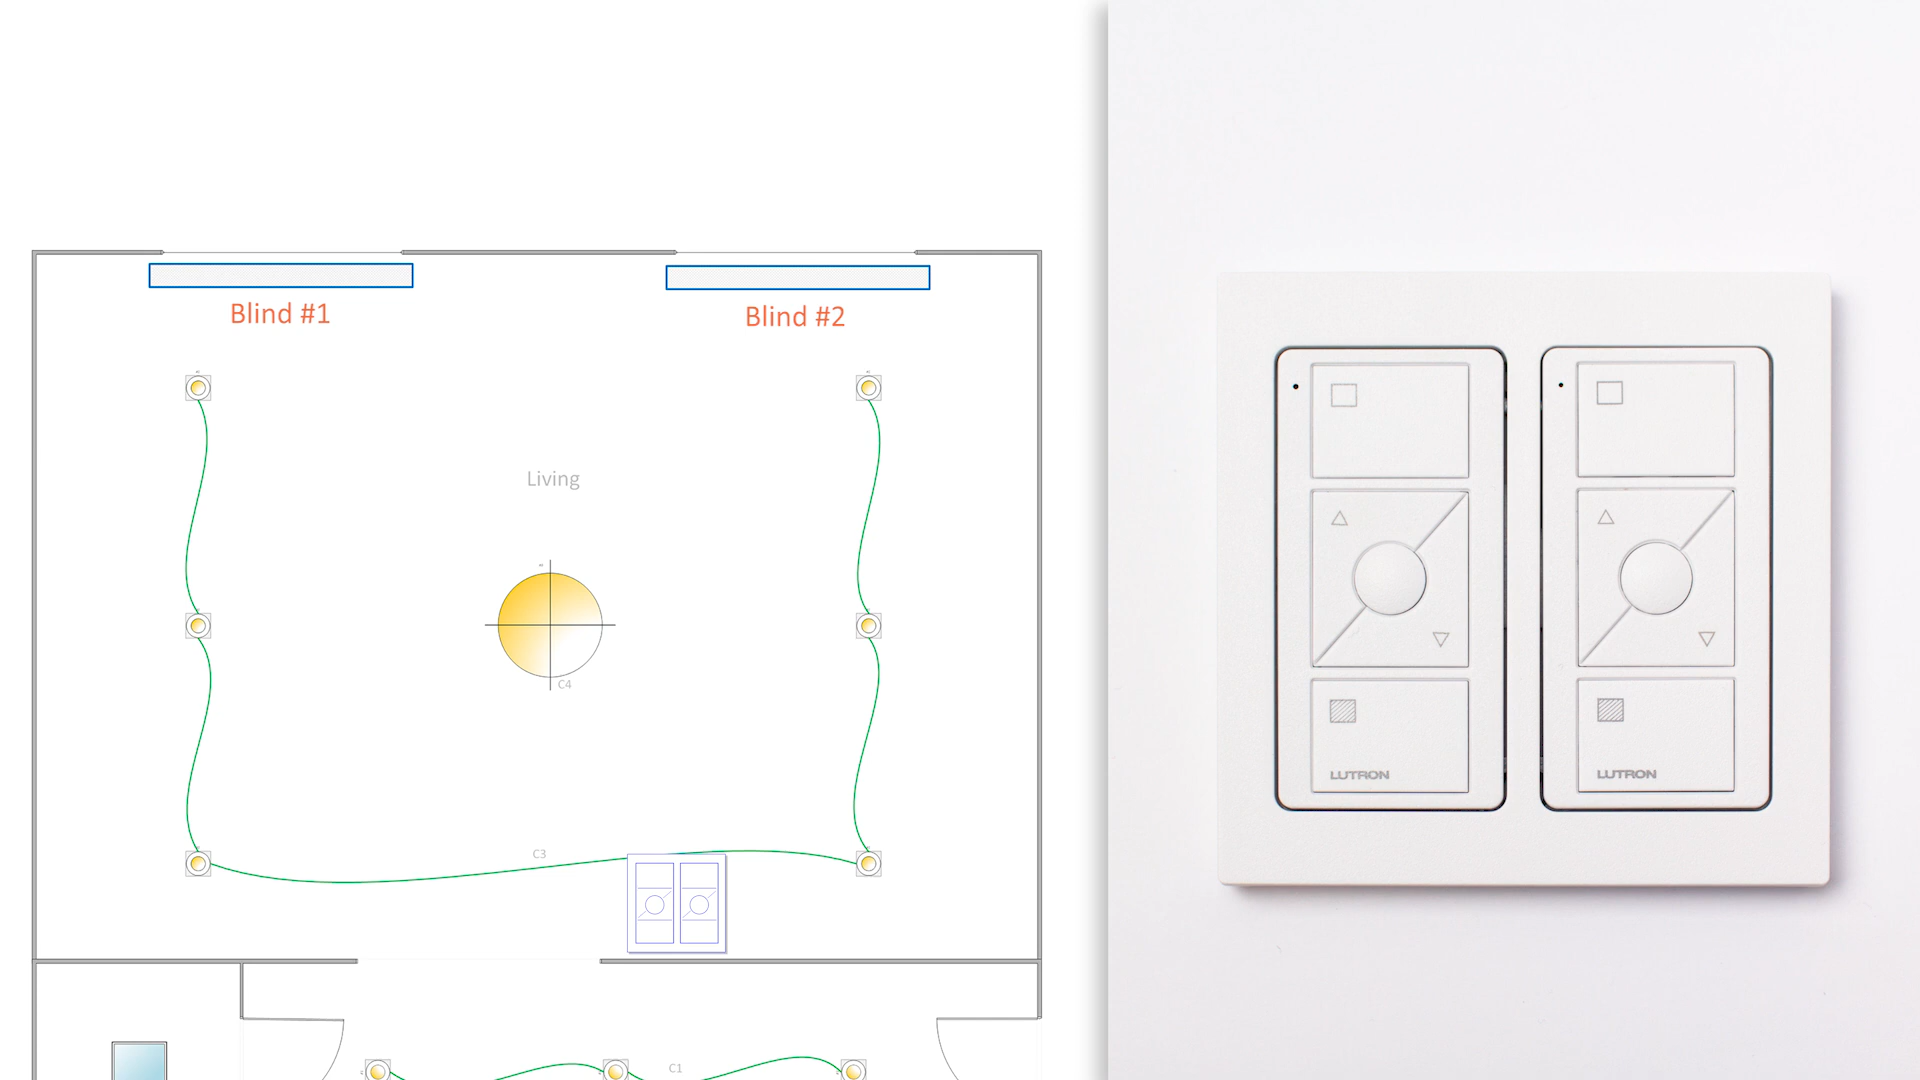 Blind #1
Blind #2
Living
C4
C3
C1
LUTRON
LUTRON